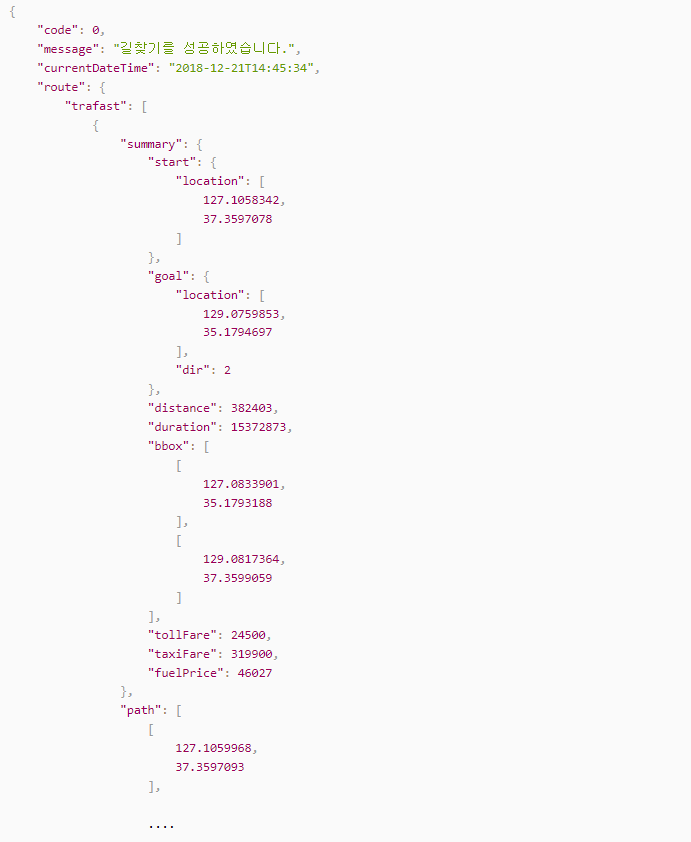 {
    "code": 0,
    "message": "길찾기를 성공하였습니다.",
    "currentDateTime": "2018-12-21T14:45:34",
    "route": {
        "trafast": [
            {
                "summary": {
                    "start": {
                        "location": [
                            127.1058342,
                            37.3597078
                        ]
                    },
                    "goal": {
                        "location": [
                            129.0759853,
                            35.1794697
                        ],
                        "dir": 2
                    },
                    "distance": 382403,
                    "duration": 15372873,
                    "bbox": [
                        [
                            127.0833901,
                            35.1793188
                        ],
                        [
                            129.0817364,
                            37.3599059
                        ]
                    ],
                    "tollFare": 24500,
                    "taxiFare": 319900,
                    "fuelPrice": 46027
                },
                "path": [
                    [
                        127.1059968,
                        37.3597093
                    ],
                    ....